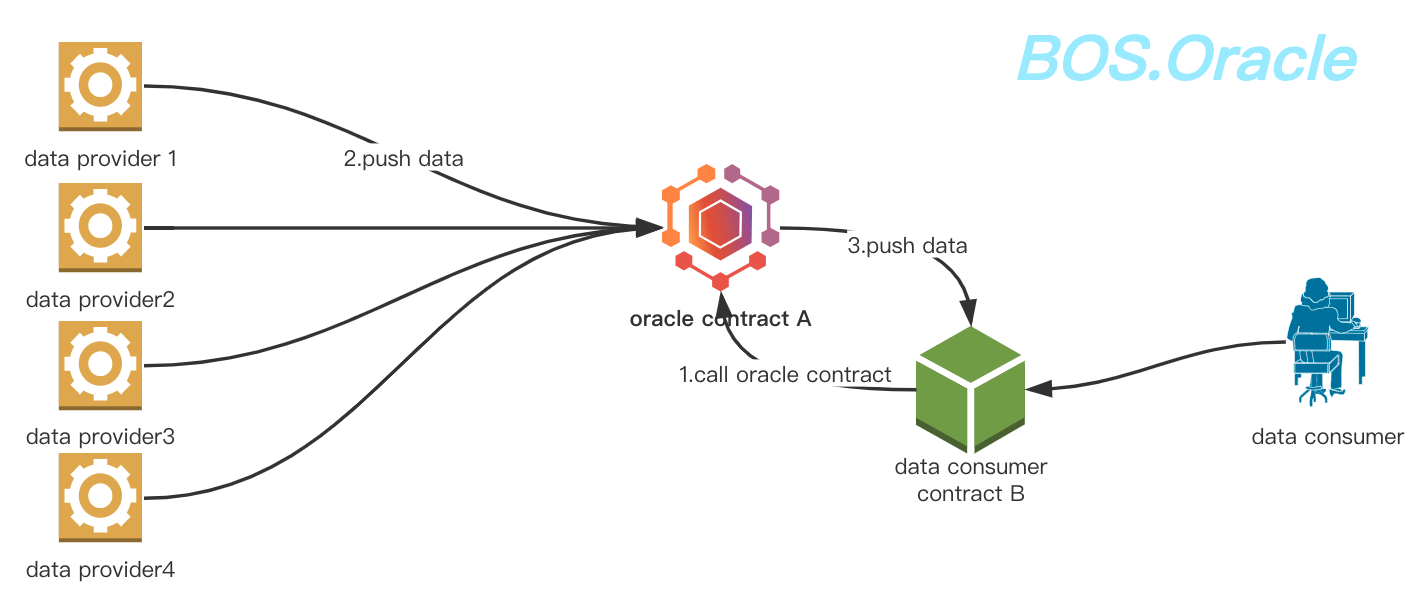 BOS.Oracle
data provider 1
2.push data
data provider2
3.push data
data provider3
oracle contract A
1.call oracle contract
data consumer
data consumer
contract B
data provider4